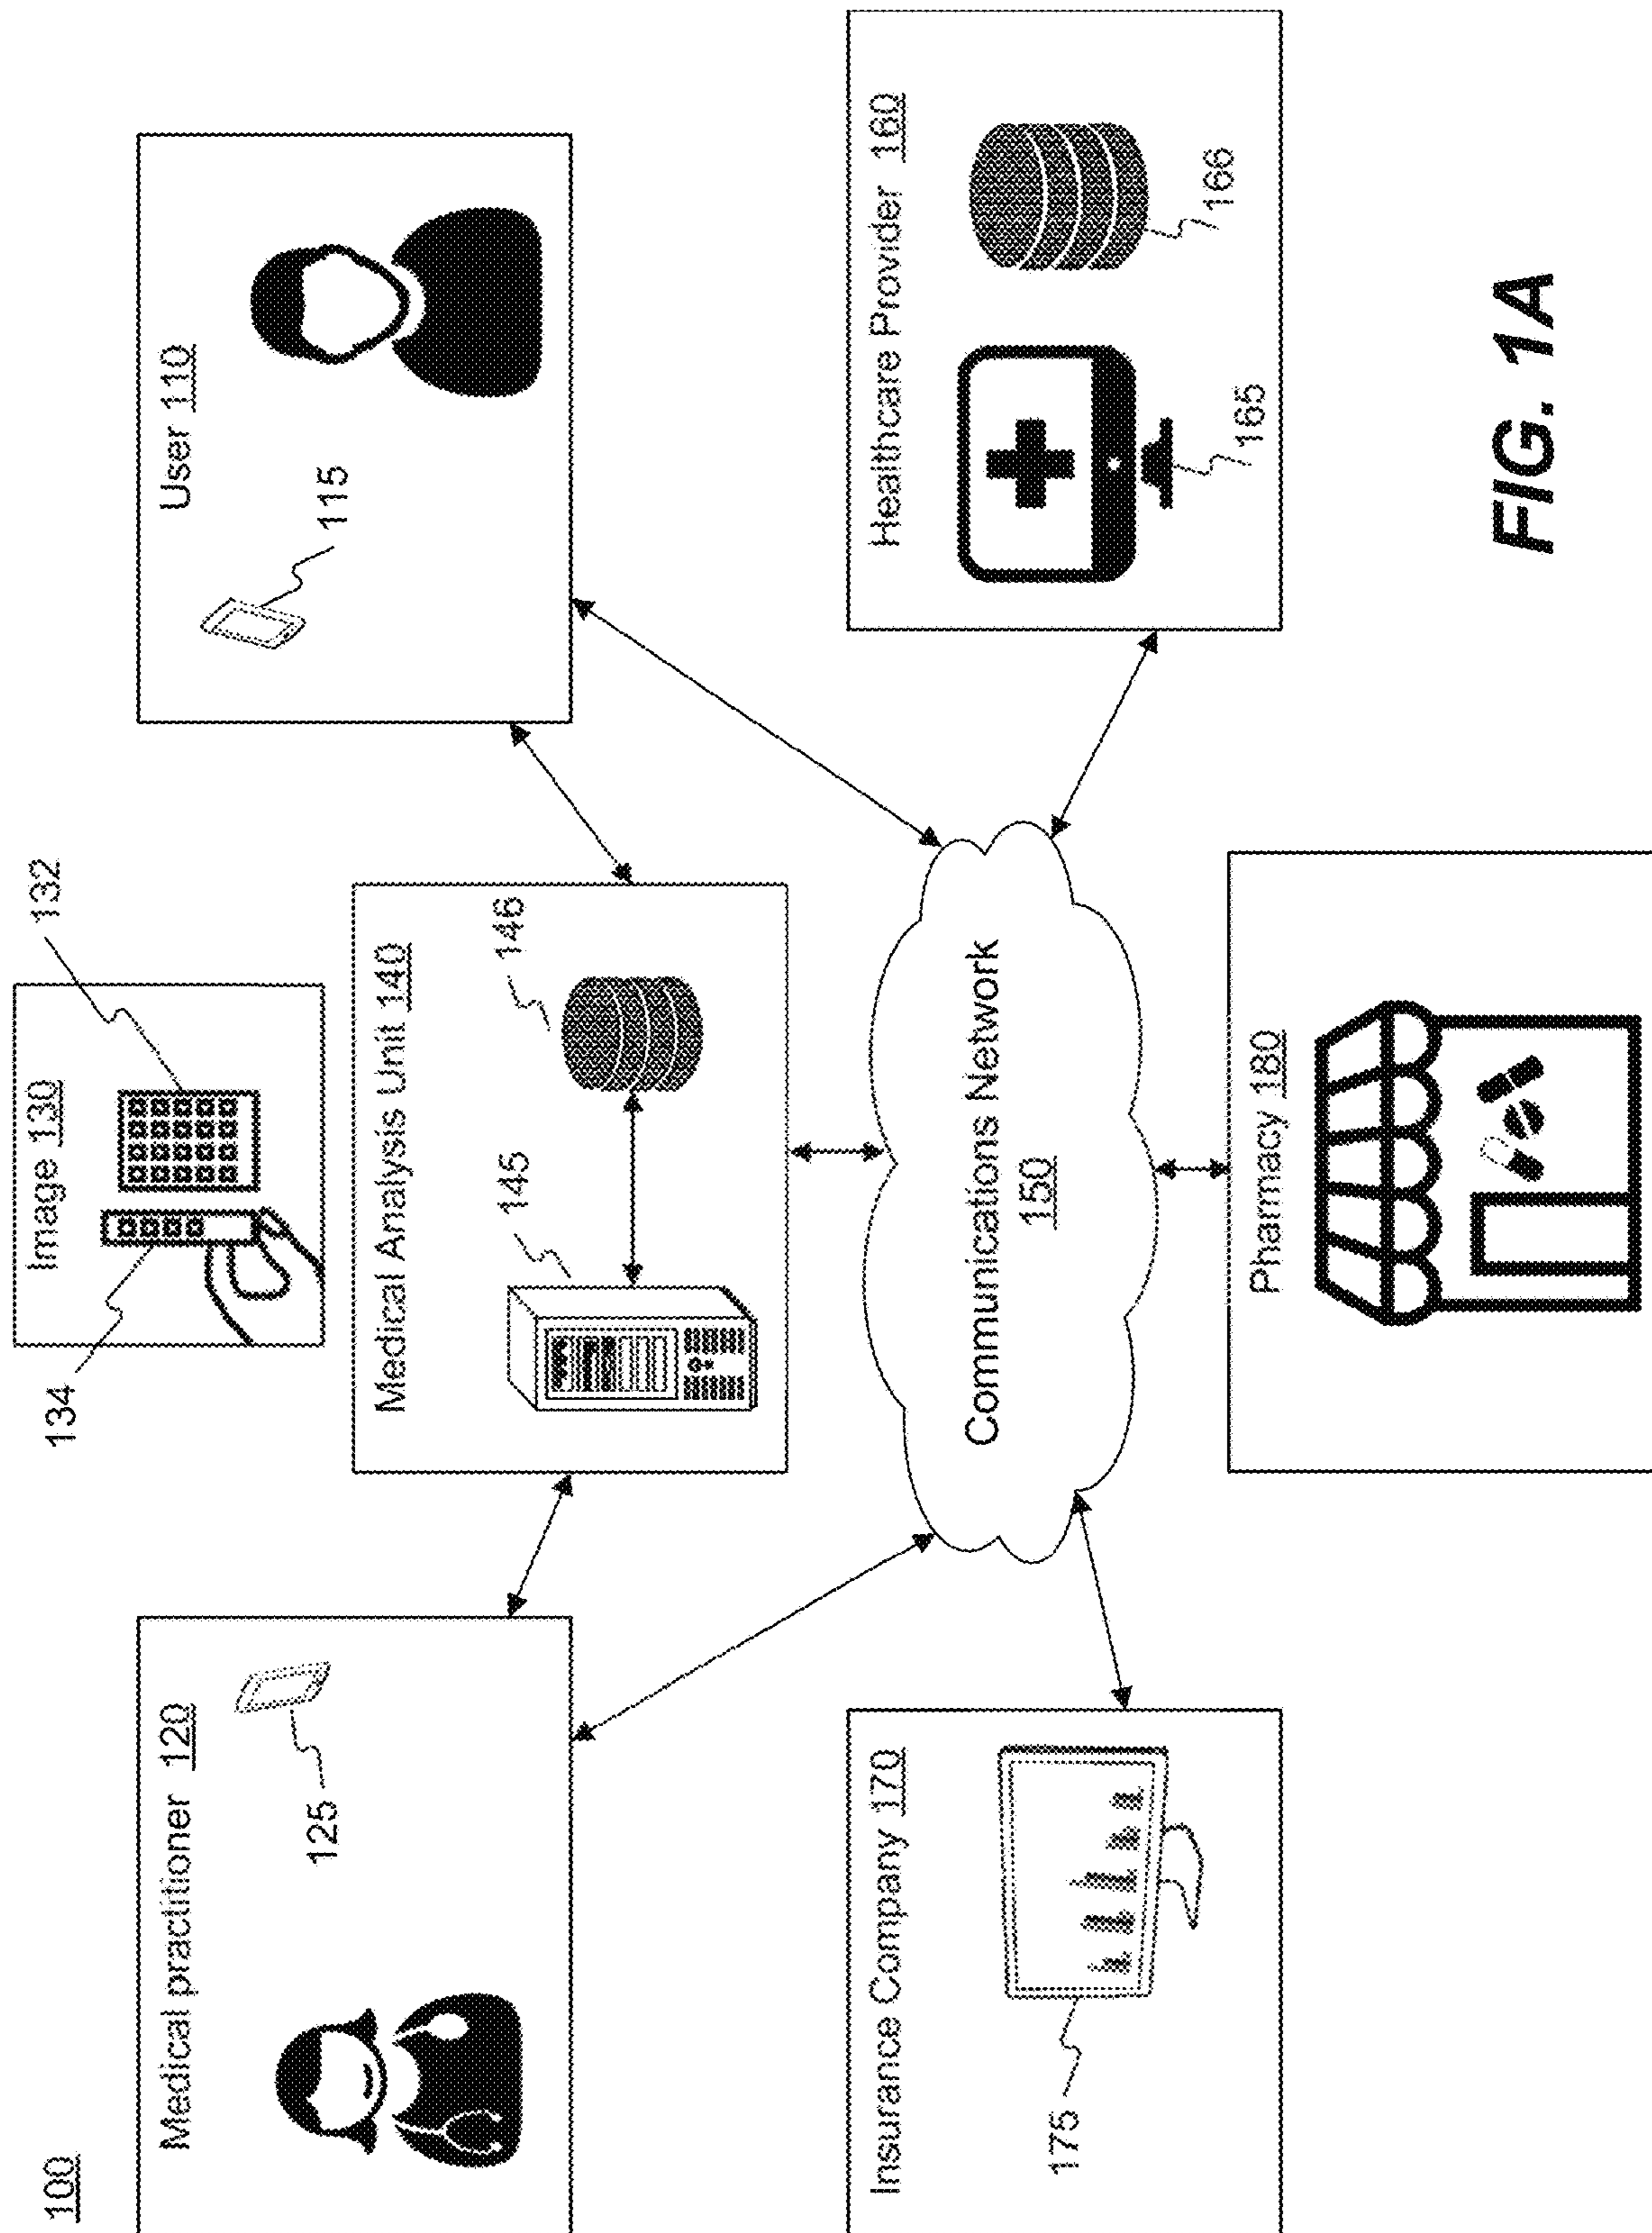 100
Medical practitioner 120
125
134
Image 130
132
User 110
115
Medical Analysis Unit 140
145
146
Communications Network
150
Insurance Company 170
175
Pharmacy 180
Healthcare Provider 160
165
166
FIG. 1A